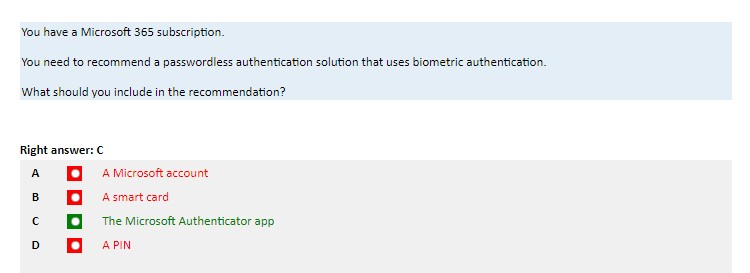 You have a Microsoft 365 subscription.
You need to recommend a passwordless authentication solution that uses biometric authentication.
What should you include in the recommendation?
Right answer: C
A A Microsoft account
B A smart card
C The Microsoft Authenticator app
D A PIN